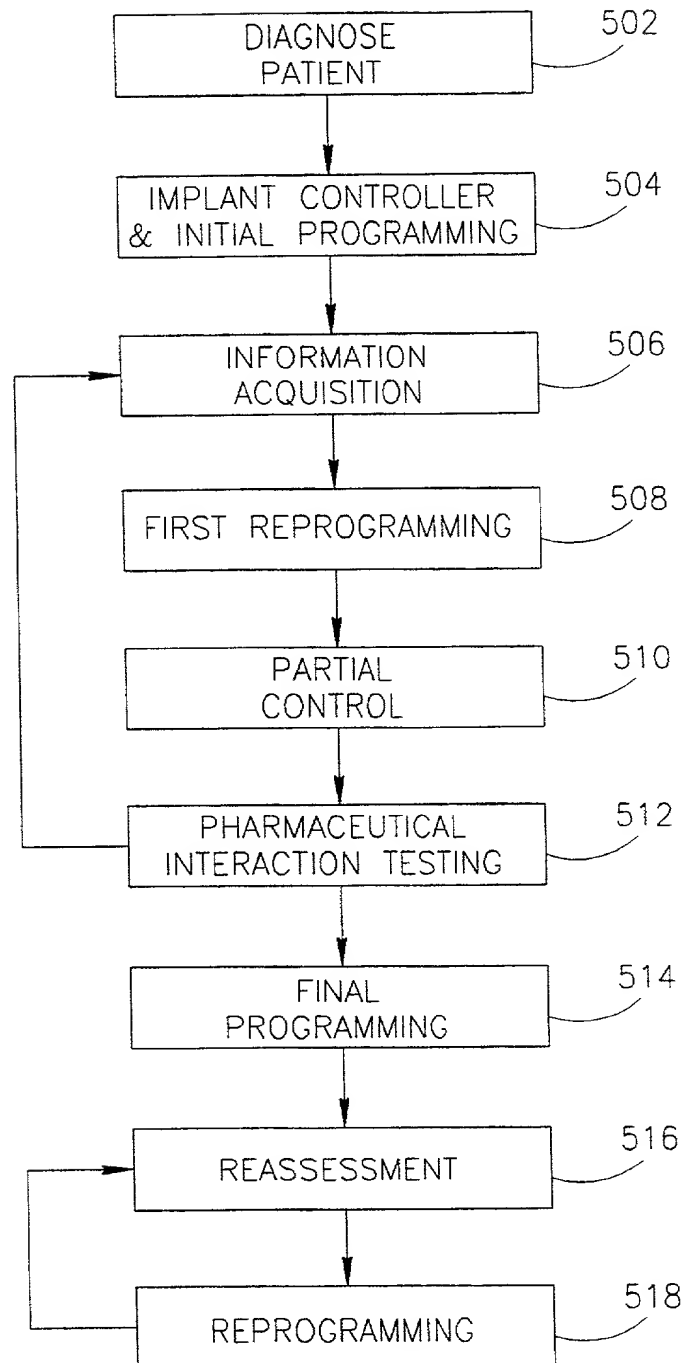 DIAGNOSE
PATIENT
502
IMPLANT CONTROLLER
& INITIAL PROGRAMMING
504
INFORMATION
ACQUISITION
506
FIRST REPROGRAMMING
508
PARTIAL
CONTROL
510
PHARMACEUTICAL
INTERACTION TESTING
512
FINAL
PROGRAMMING
514
REASSESSMENT
516
REPROGRAMMING
518